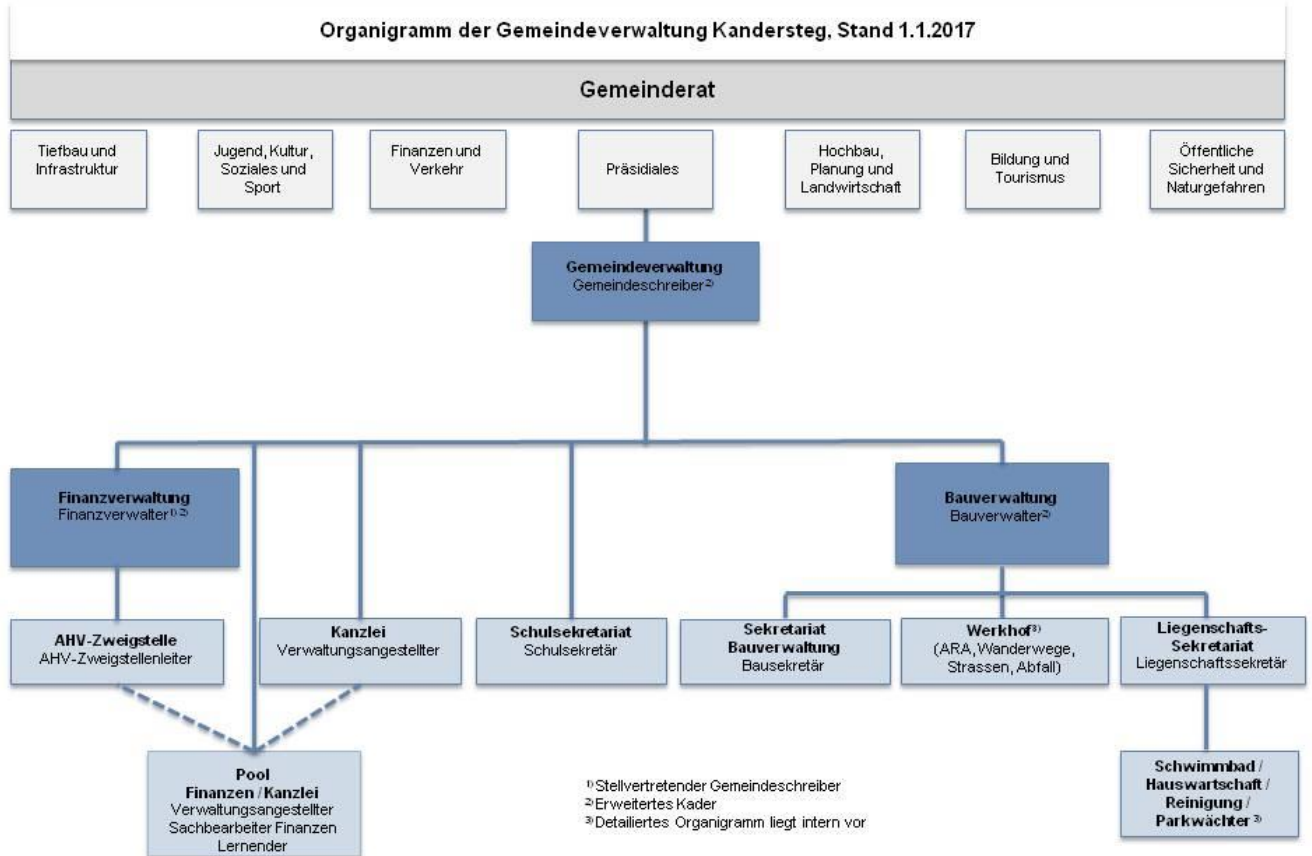 Organigramm der Gemeindeverwaltung Kandersteg, Stand 1.1.2017
Gemeinderat
Tiefbau und
Infrastruktur
Jugend, Kultur,
Soziales und
Sport
Finanzen und
Verkehr
Präsidiales
Hochbau,
Planung und
Landwirtschaft
Bildung und
Tourismus
Öffentliche
Sicherheit und
Naturgefahren
Gemeindeverwaltung
Gemeindeschreiber²⁾
Finanzverwaltung
Finanzverwalter¹⁾ ²⁾
Bauverwaltung
Bauverwalter²⁾
AHV-Zweigstelle
AHV-Zweigstellenleiter
Kanzlei
Verwaltungsangestellter
Schulsekretariat
Schulsekretär
Sekretariat
Bauverwaltung
Bausekretär
Werkhof³⁾
(ARA, Wanderwege,
Strassen, Abfall)
Liegenschafts-
Sekretariat
Liegenschaftssekretär
Pool
Finanzen / Kanzlei
Verwaltungsangestellter
Sachbearbeiter Finanzen
Lernender
Schwimmbad /
Hauswartschaft /
Reinigung /
Parkwächter ³⁾
¹⁾ Stellvertretender Gemeindeschreiber
²⁾ Erweitertes Kader
³⁾ Detailiertes Organigramm liegt intern vor